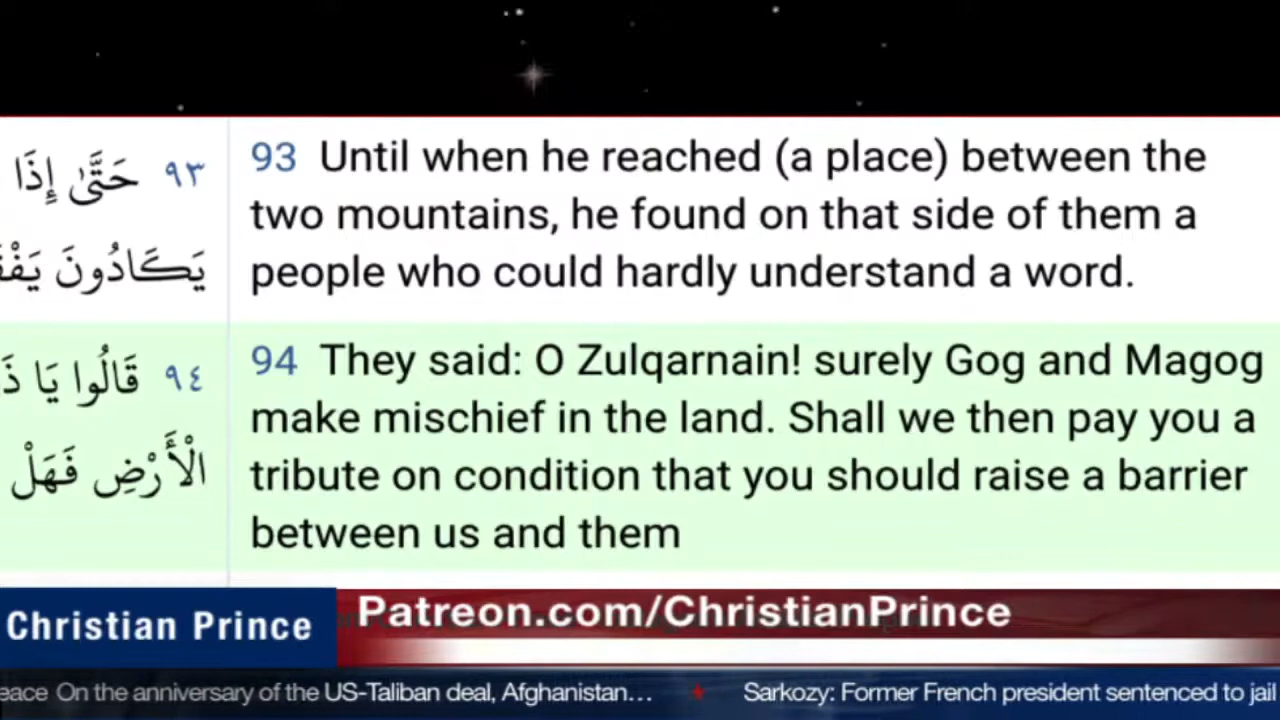 ٩٣ حَتَّىٰ إِذَا
يَكَادُونَ
93 Until when he reached (a place) between the
two mountains, he found on that side of them a
people who could hardly understand a word.
٩٤ قَالُوا يَا
الْأَرْضِ فَهَلْ
94 They said: O Zulqarnain! surely Gog and Magog
make mischief in the land. Shall we then pay you a
tribute on condition that you should raise a barrier
between us and them
Christian Prince
Patreon.com/ChristianPrince
eace On the anniversary of the US-Taliban deal, Afghanistan…
Sarkozy: Former French president sentenced to jail